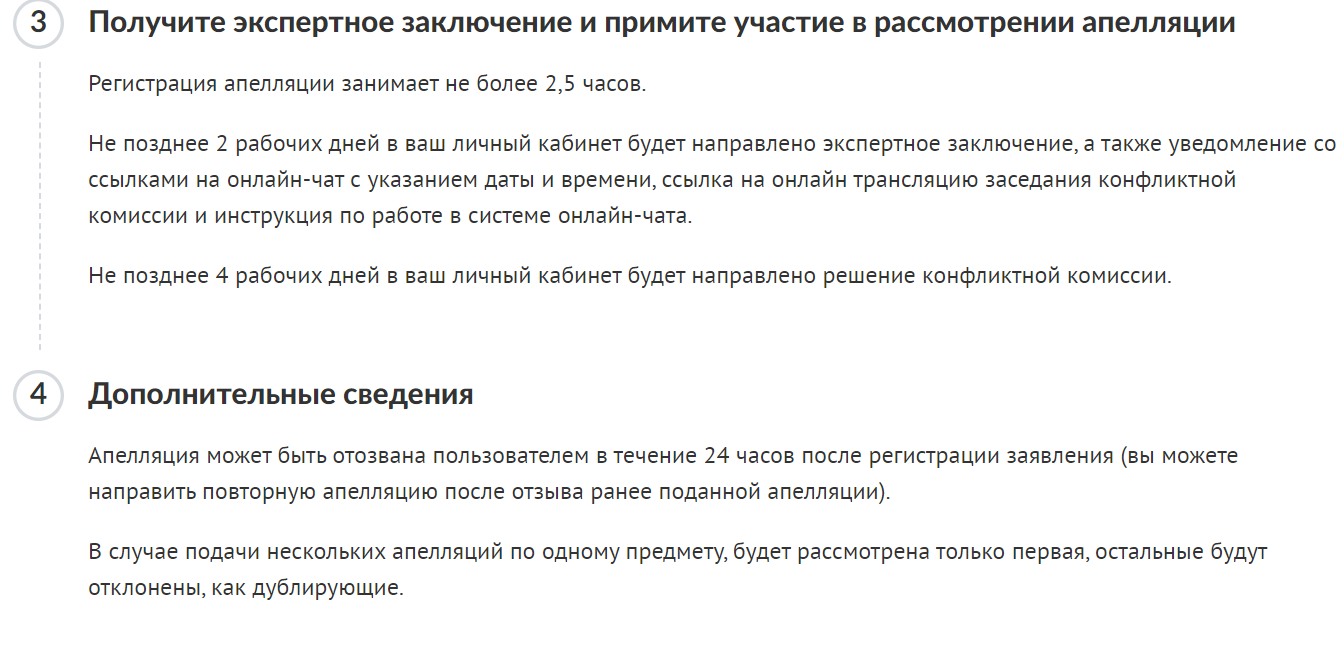 3
Получите экспертное заключение и примите участие в рассмотрении апелляции
Регистрация апелляции занимает не более 2,5 часов.
Не позднее 2 рабочих дней в ваш личный кабинет будет направлено экспертное заключение, а также уведомление со
ссылками на онлайн-чат с указанием даты и времени, ссылка на онлайн трансляцию заседания конфликтной
комиссии и инструкция по работе в системе онлайн-чата.
Не позднее 4 рабочих дней в ваш личный кабинет будет направлено решение конфликтной комиссии.
4
Дополнительные сведения
Апелляция может быть отозвана пользователем в течение 24 часов после регистрации заявления (вы можете
направить повторную апелляцию после отзыва ранее поданной апелляции).
В случае подачи нескольких апелляций по одному предмету, будет рассмотрена только первая, остальные будут
отклонены, как дублирующие.